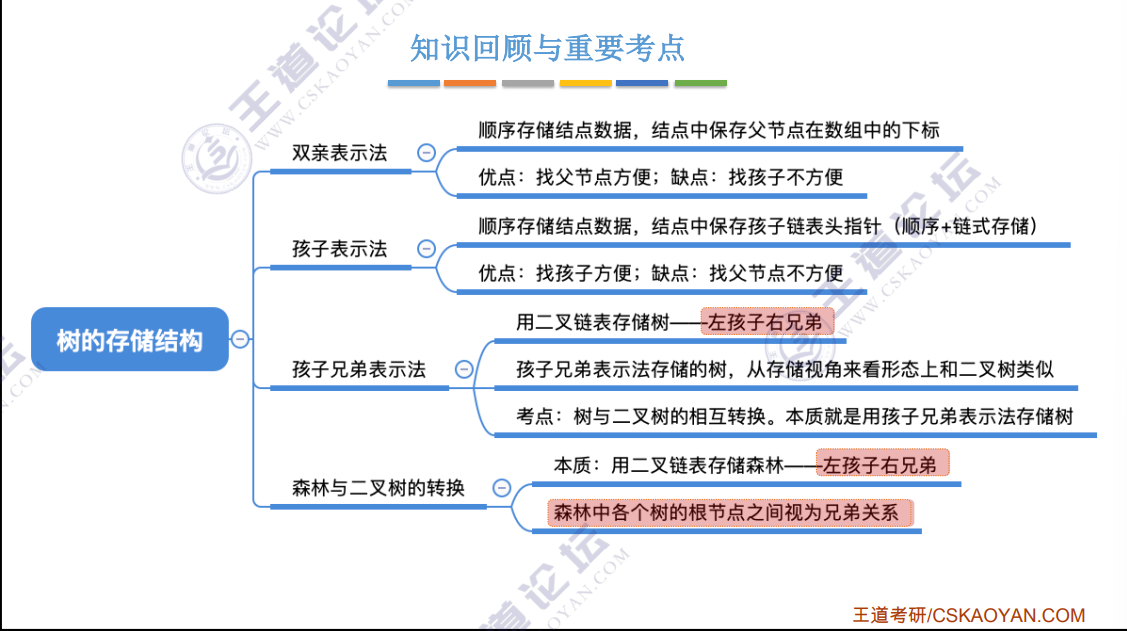 知识回顾与重要考点
双亲表示法
顺序存储结点数据，结点中保存父节点在数组中的下标
优点：找父节点方便；缺点：找孩子不方便
孩子表示法
顺序存储结点数据，结点中保存孩子链表头指针（顺序+链式存储）
优点：找孩子方便；缺点：找父节点不方便
树的存储结构
孩子兄弟表示法
用二叉链表存储树——左孩子右兄弟
孩子兄弟表示法存储的树，从存储视角来看形态上和二叉树类似
考点：树与二叉树的相互转换。本质就是用孩子兄弟表示法存储树
森林与二叉树的转换
本质：用二叉链表存储森林——左孩子右兄弟
森林中各个树的根节点之间视为兄弟关系
王道论坛
WWW.CSKAOYAN.COM
王道考研/CSKAOYAN.COM